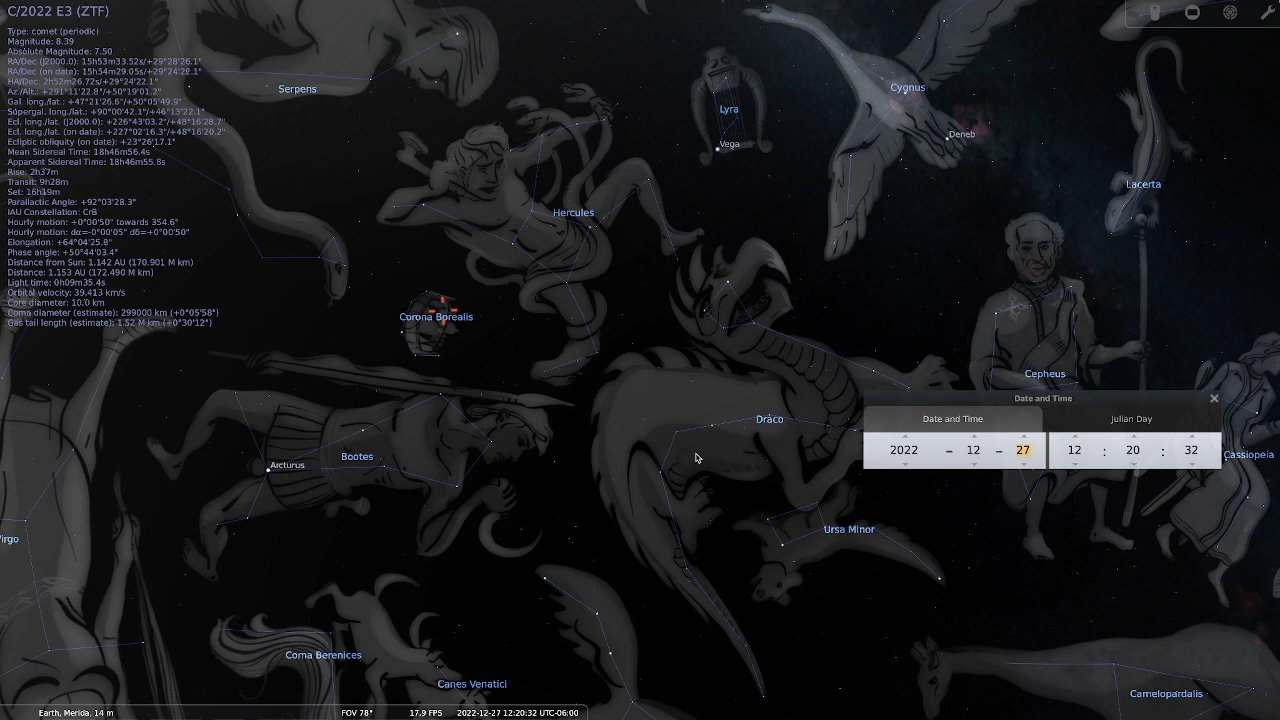 C/2022 E3 (ZTF)
Type: comet (periodic)
Magnitude: 8.39
Absolute Magnitude: 7.50
RA/Dec (J2000.0): 15h53m33.52s/+29°28'26.1"
RA/Dec (on date): 15h54m29.05s/+29°24'22.1"
HA/Dec: 2h52m26.72s/+29°24'22.1"
Az./Alt.: +291°11'22.8"/+50°19'01.2"
Gal. long./lat.: +47°21'26.6"/+50°05'49.9"
Supergal. long./lat.: +90°00'42.1"/+46°13'22.1"
Ecl. long./lat. (J2000.0): +226°43'03.2"/+48°16'28.7"
Ecl. long./lat. (on date): +227°02'16.3"/+48°16'20.2"
Ecliptic obliquity (on date): +23°26'17.1"
Mean Sidereal Time: 18h46m56.4s
Apparent Sidereal Time: 18h46m55.8s
Rise: 2h37m
Transit: 9h28m
Set: 16h19m
Parallactic Angle: +92°03'28.3"
IAU Constellation: CrB
Hourly motion: +0°00'50" towards 354.6°
Hourly motion: dα=-0°00'05" dδ=+0°00'50"
Elongation: +64°04'25.8"
Phase angle: +50°44'03.4"
Distance from Sun: 1.142 AU (170.901 M km)
Distance: 1.153 AU (172.490 M km)
Light time: 0h09m35.4s
Orbital velocity: 39.413 km/s
Core diameter: 10.0 km
Coma diameter (estimate): 299000 km (+0°05'58")
Gas tail length (estimate): 1.52 M km (+0°30'12")
Serpens
Lyra
Vega
Cygnus
Deneb
Lacerta
Hercules
Corona Borealis
Cepheus
Draco
Bootes
Arcturus
Ursa Minor
Cassiopeia
Virgo
Coma Berenices
Canes Venatici
Camelopardalis
Date and Time
Date and Time Julian Day
2022 – 12 – 27 12 : 20 : 32
Earth, Merida, 14 m FOV 78° 17.9 FPS 2022-12-27 12:20:32 UTC-06:00